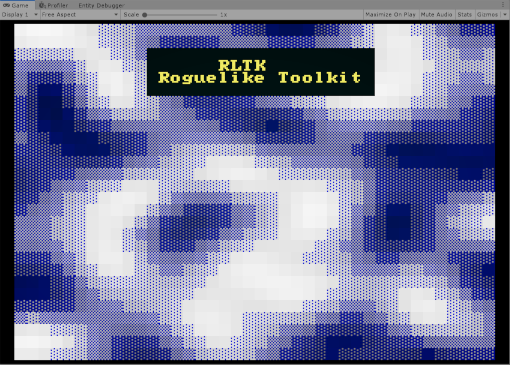 Game Profiler Entity Debugger
Display 1 Free Aspect Scale 1x Maximize On Play Mute Audio Stats Gizmos
RLTK
Roguelike Toolkit